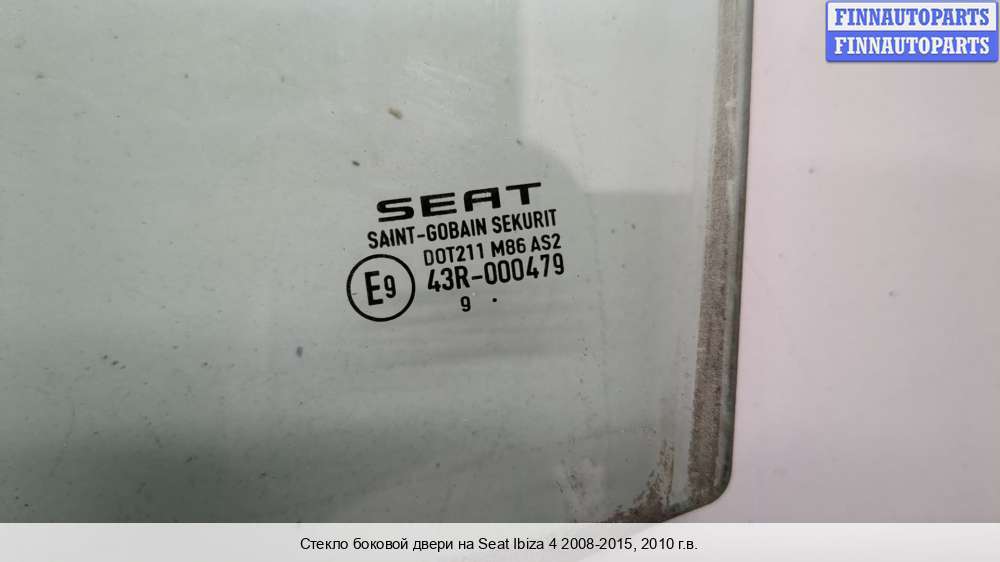 FINNAUTOPARTS
FINNAUTOPARTS
SEAT
SAINT-GOBAIN SEKURIT
DOT211 M86 AS2
E9 43R-000479
9 .
Стекло боковой двери на Seat Ibiza 4 2008-2015, 2010 г.в.